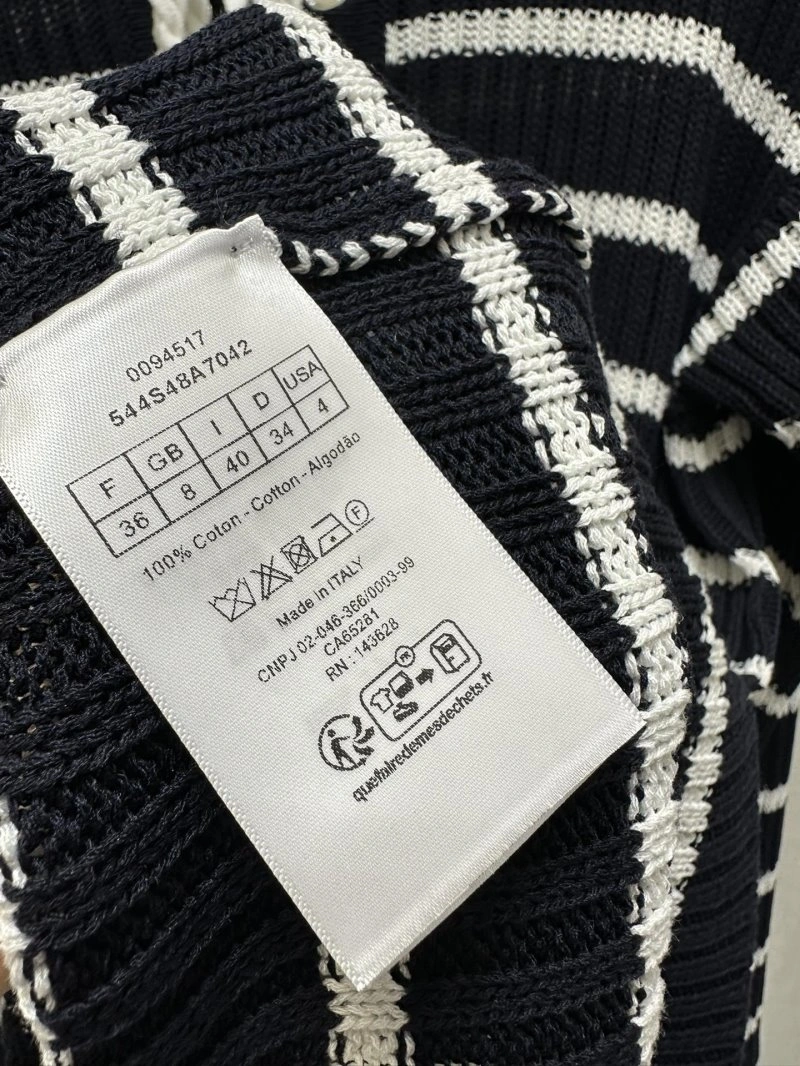 0094517
544S48A7042
F GB I D USA
36 8 40 34 4
100% Coton - Cotton - Algodão
F
Made in ITALY
CNPJ 02-046-366/0003-99
CA65281
RN : 143628
FR
quefairedemesdechets.fr